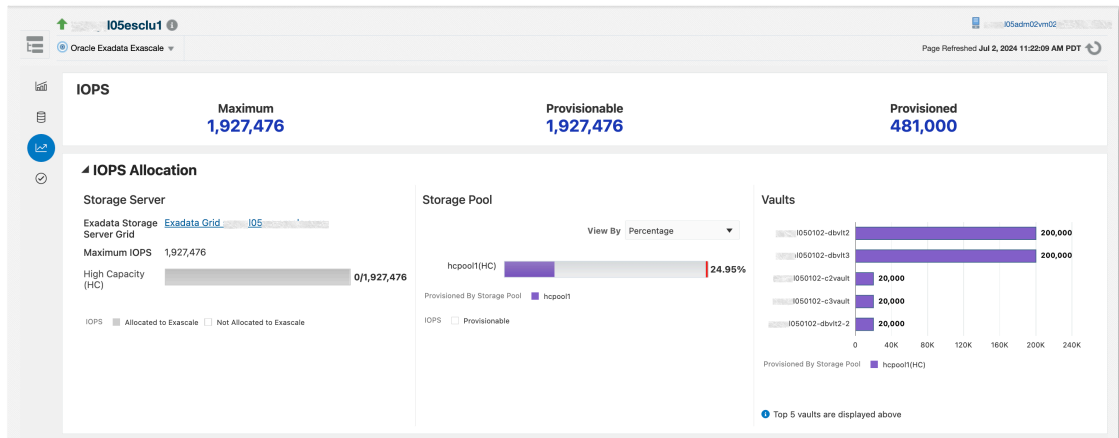 l05esclu1
l05adm02vm02
Oracle Exadata Exascale
Page Refreshed Jul 2, 2024 11:22:09 AM PDT
IOPS
Maximum
1,927,476
Provisionable
1,927,476
Provisioned
481,000
IOPS Allocation
Storage Server
Exadata Storage Server Grid
Exadata Grid l05
Maximum IOPS 1,927,476
High Capacity (HC)
0/1,927,476
IOPS Allocated to Exascale Not Allocated to Exascale
Storage Pool
View By Percentage
hcpool1(HC)
24.95%
Provisioned By Storage Pool hcpool1
IOPS Provisionable
Vaults
l050102-dbvlt2 200,000
l050102-dbvlt3 200,000
l050102-c2vault 20,000
l050102-c3vault 20,000
l050102-dbvlt2-2 20,000
0 40K 80K 120K 160K 200K 240K
Provisioned By Storage Pool hcpool1(HC)
Top 5 vaults are displayed above